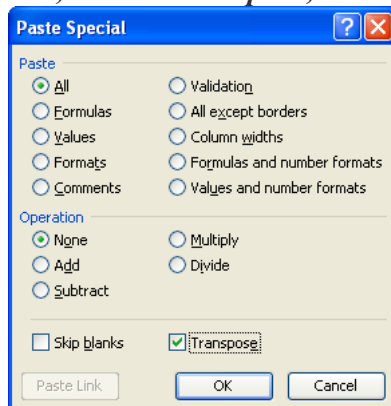 Paste Special
Paste
All
Validation
Formulas
All except borders
Values
Column widths
Formats
Formulas and number formats
Comments
Values and number formats
Operation
None
Multiply
Add
Divide
Subtract
Skip blanks
Transpose
Paste Link
OK
Cancel